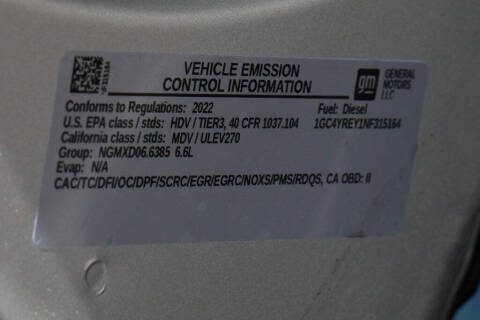 VEHICLE EMISSION
CONTROL INFORMATION
gm
GENERAL
MOTORS
LLC
Conforms to Regulations: 2022
Fuel: Diesel
U.S. EPA class / stds: HDV / TIER3, 40 CFR 1037.104
1GC4YREY1NF315164
California class / stds: MDV / ULEV270
Group: NGMXD06.6385 6.6L
Evap: N/A
CAC/TC/DFI/OC/DPF/SCRC/EGR/EGRC/NOXS/PMS/RDQS, CA OBD: II